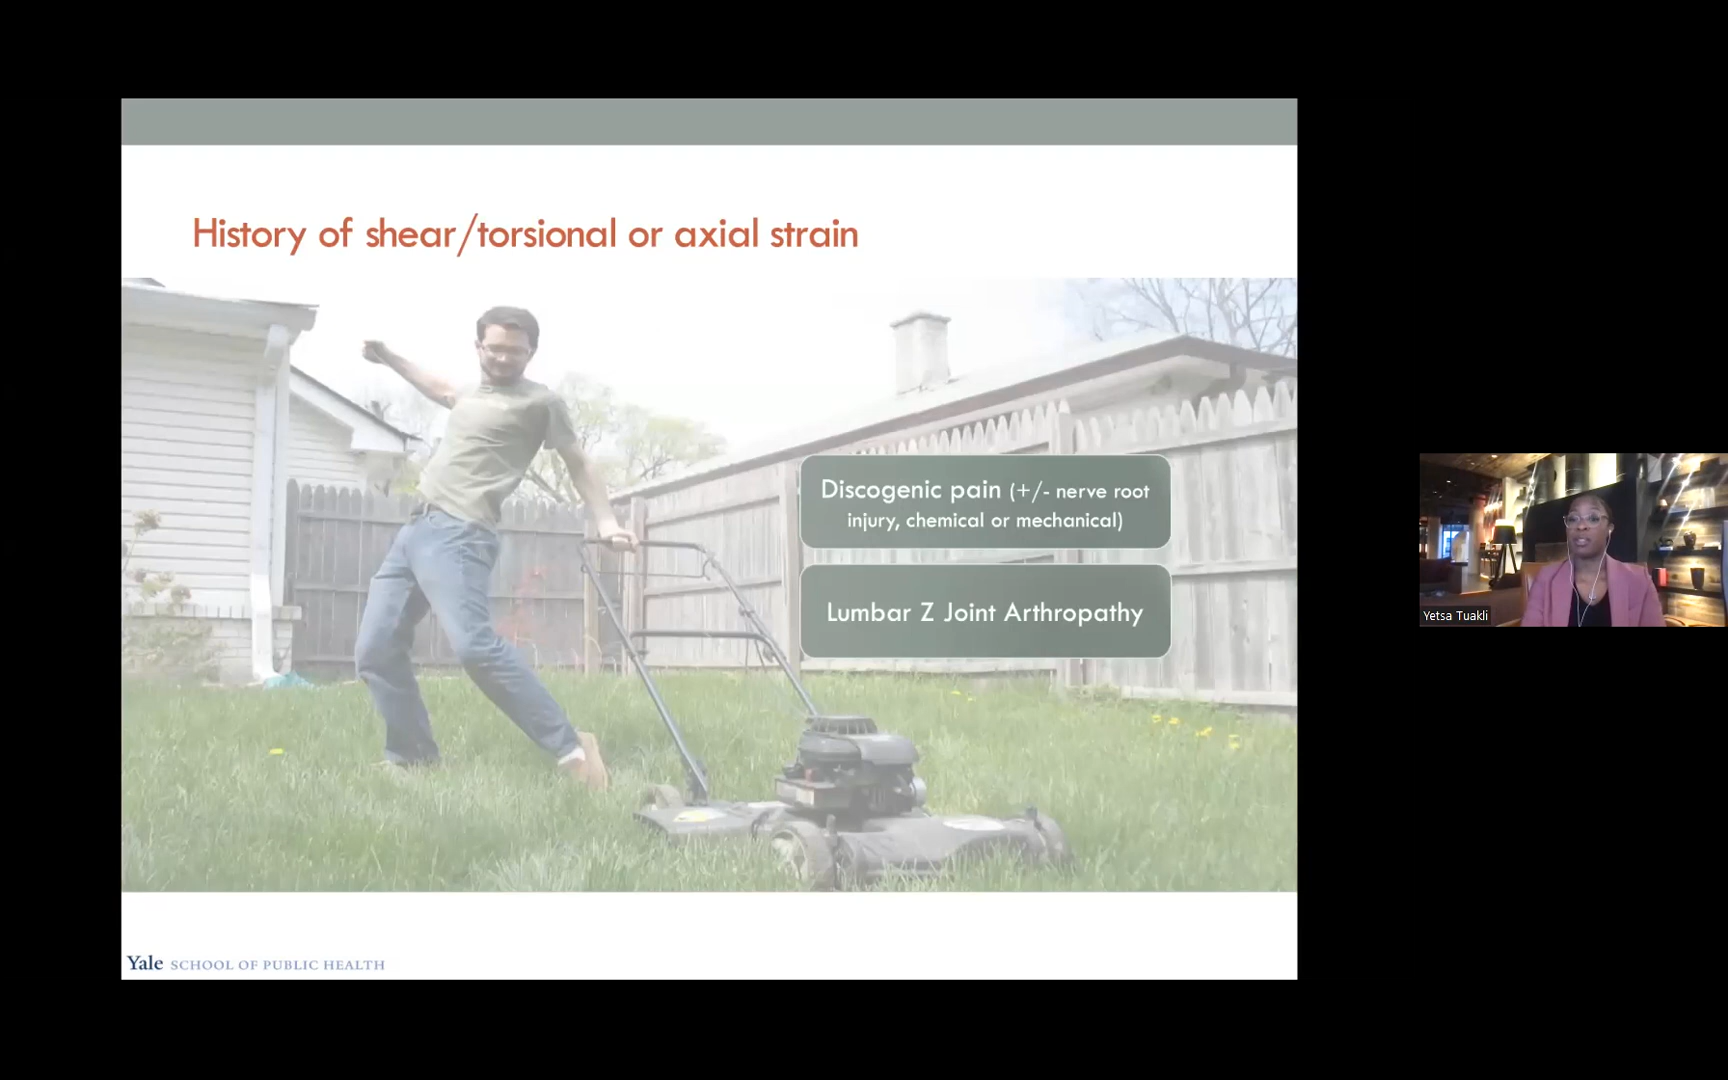 History of shear/torsional or axial strain
Discogenic pain (+/- nerve root
injury, chemical or mechanical)
Lumbar Z Joint Arthropathy
Yetsa Tuakli
Yale SCHOOL OF PUBLIC HEALTH